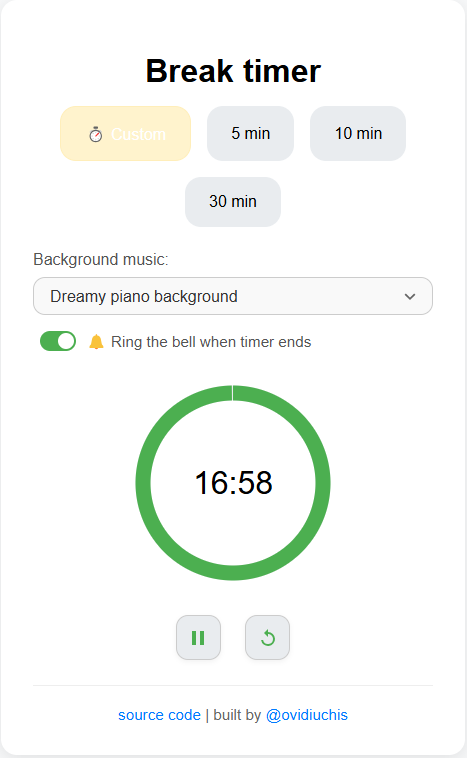 Break timer
Custom 5 min 10 min
30 min
Background music:
Dreamy piano background
Ring the bell when timer ends
16:58
source code | built by @ovidiuchis